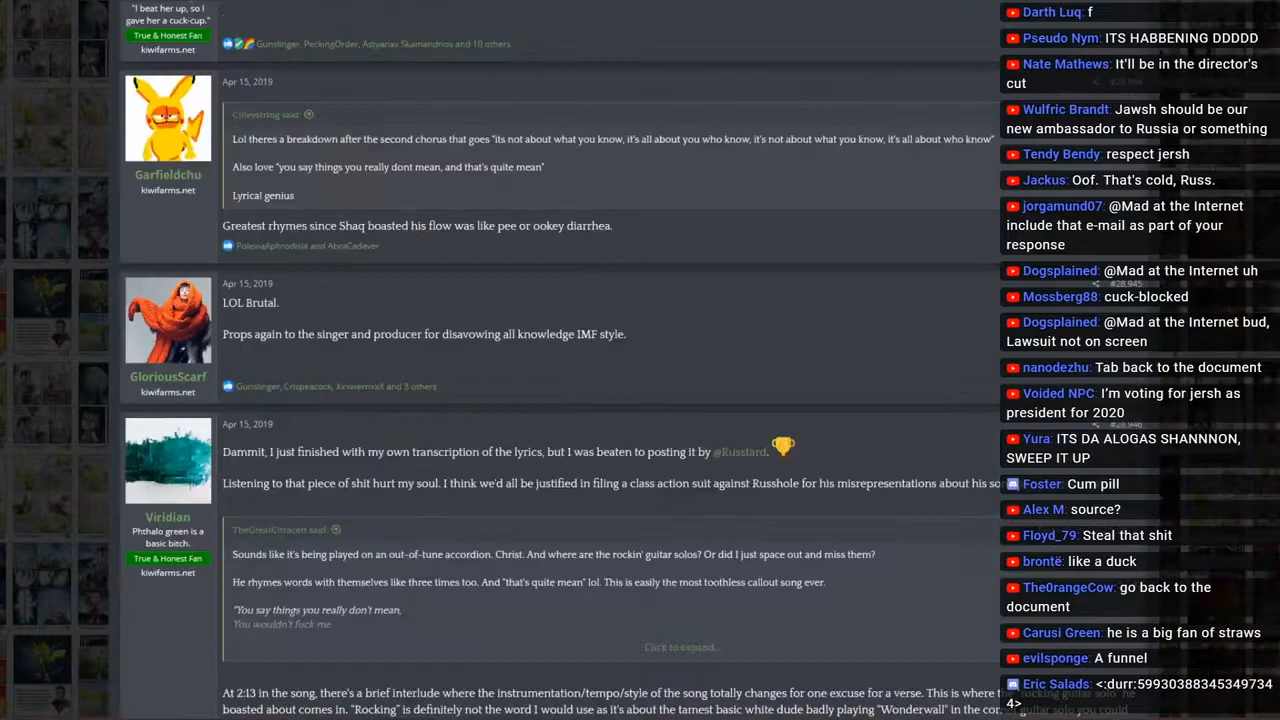 "I beat her up, so I
gave her a cuck-cup."
True & Honest Fan
kiwifarms.net
Gunslinger, PeckingOrder, Astyanax Skamandrios and 10 others
Apr 15, 2019
Garfieldchu
kiwifarms.net
said:
Lol theres a breakdown after the second chorus that goes "its not about what you know, it's all about you who know, it's not about what you know, it's all about who know"
Also love "you say things you really dont mean, and that's quite mean"
Lyrical genius
Greatest rhymes since Shaq boasted his flow was like pee or ookey diarrhea.
PolexiaAphrodisia and AbraCadaver
Apr 15, 2019
#28,945
LOL Brutal.
Props again to the singer and producer for disavowing all knowledge IMF style.
GloriousScarf
kiwifarms.net
Gunslinger, Crispeacock, XxxwernxxX and 3 others
Apr 15, 2019
#28,946
Dammit, I just finished with my own transcription of the lyrics, but I was beaten to posting it by @Russtard.
Listening to that piece of shit hurt my soul. I think we'd all be justified in filing a class action suit against Russhole for his misrepresentations about his so
Viridian
Phthalo green is a
basic bitch.
True & Honest Fan
kiwifarms.net
TheGreatCitracett said:
Sounds like it's being played on an out-of-tune accordion. Christ. And where are the rockin' guitar solos? Or did I just space out and miss them?
He rhymes words with themselves like three times too. And "that's quite mean" lol. This is easily the most toothless callout song ever.
"You say things you really don't mean,
You wouldn't fuck me
Click to expand...
At 2:13 in the song, there's a brief interlude where the instrumentation/tempo/style of the song totally changes for one excuse for a verse. This is where the "rocking guitar solo" he
boasted about comes in. "Rocking" is definitely not the word I would use as it's about the tamest basic white dude badly playing "Wonderwall" in the corner guitar solo you could
Darth Luq: f
Pseudo Nym: ITS HABBENING DDDDD
Nate Mathews: It'll be in the director's
cut
Wulfric Brandt: Jawsh should be our
new ambassador to Russia or something
Tendy Bendy: respect jersh
Jackus: Oof. That's cold, Russ.
jorgamund07: @Mad at the Internet
include that e-mail as part of your
response
Dogsplained: @Mad at the Internet uh
Mossberg88: cuck-blocked
Dogsplained: @Mad at the Internet bud,
Lawsuit not on screen
nanodezhu: Tab back to the document
Voided NPC: I'm voting for jersh as
president for 2020
Yura: ITS DA ALOGAS SHANNNON,
SWEEP IT UP
Foster: Cum pill
Alex M: source?
Floyd_79: Steal that shit
brontë: like a duck
The0rangeCow: go back to the
document
Carusi Green: he is a big fan of straws
evilsponge: A funnel
Eric Salads: <:durr:59930388345349734
4>